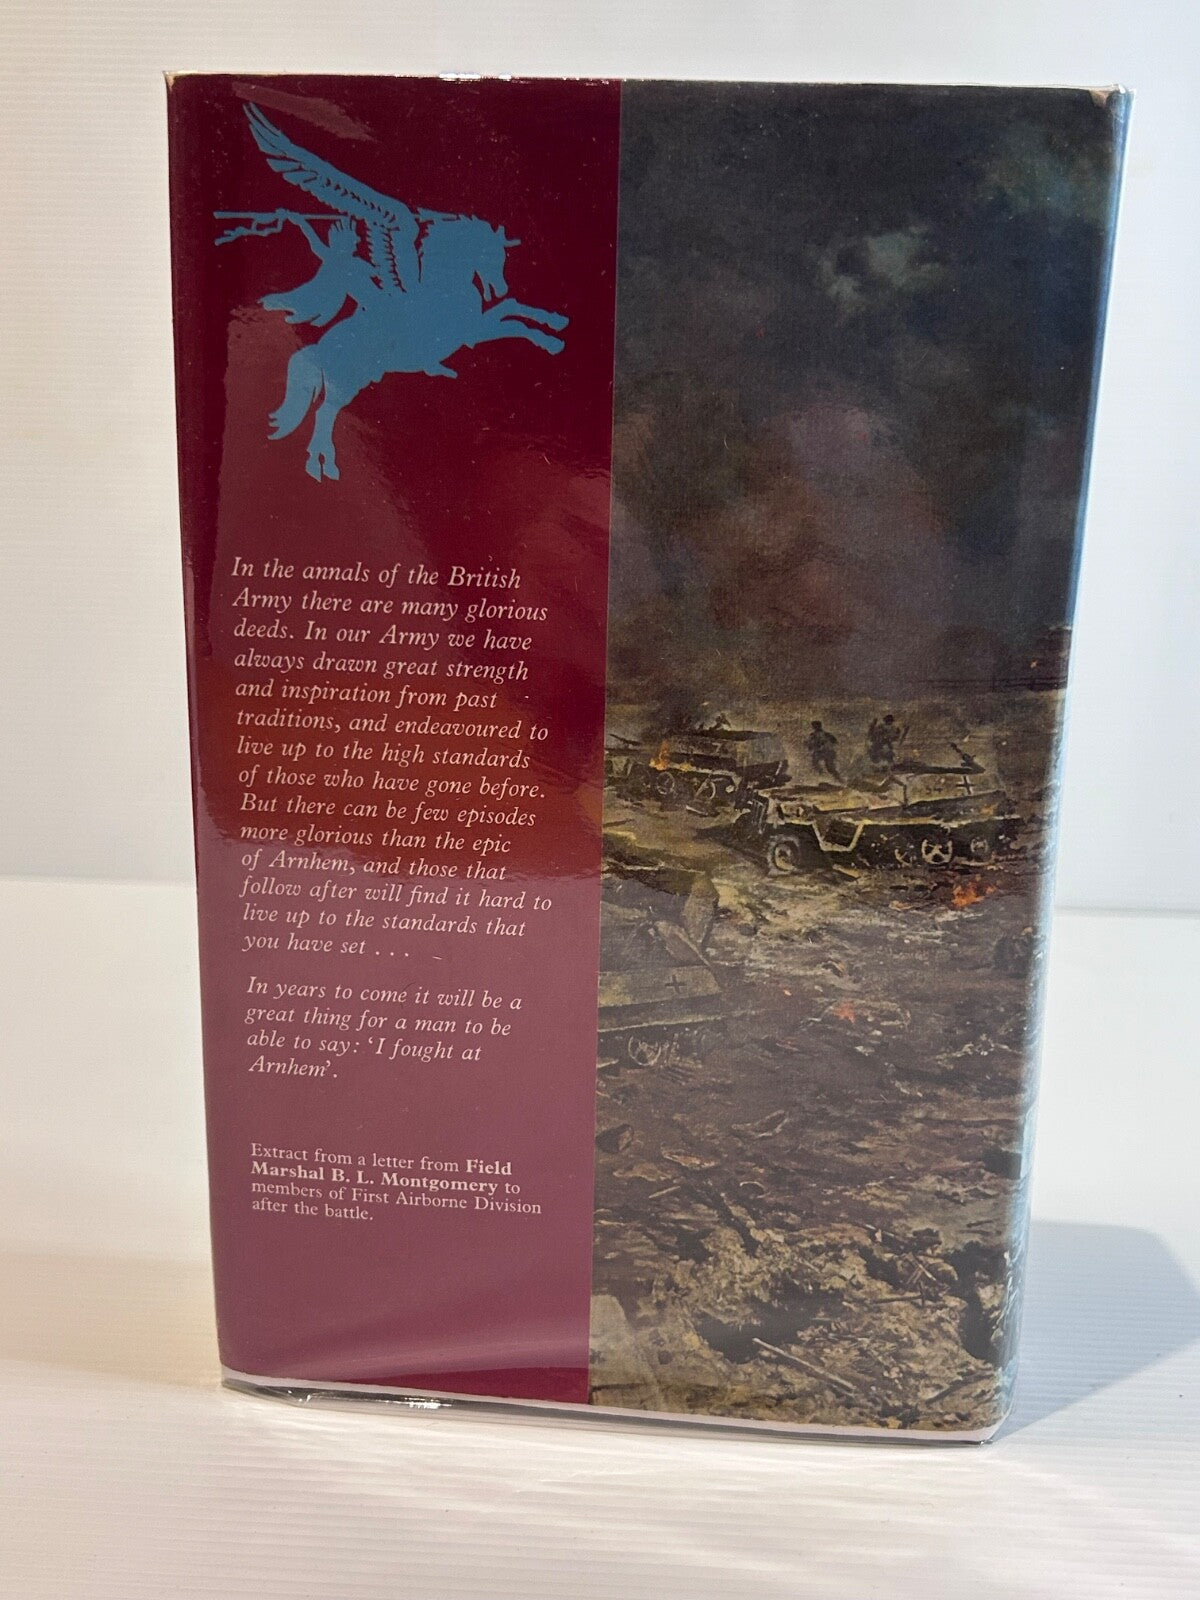 In the annals of the British
Army there are many glorious
deeds. In our Army we have
always drawn great strength
and inspiration from past
traditions, and endeavoured to
live up to the high standards
of those who have gone before.
But there can be few episodes
more glorious than the epic
of Arnhem, and those that
follow after will find it hard to
live up to the standards that
you have set . . .
In years to come it will be a
great thing for a man to be
able to say: ‘I fought at
Arnhem’.
Extract from a letter from Field
Marshal B. L. Montgomery to
members of First Airborne Division
after the battle.